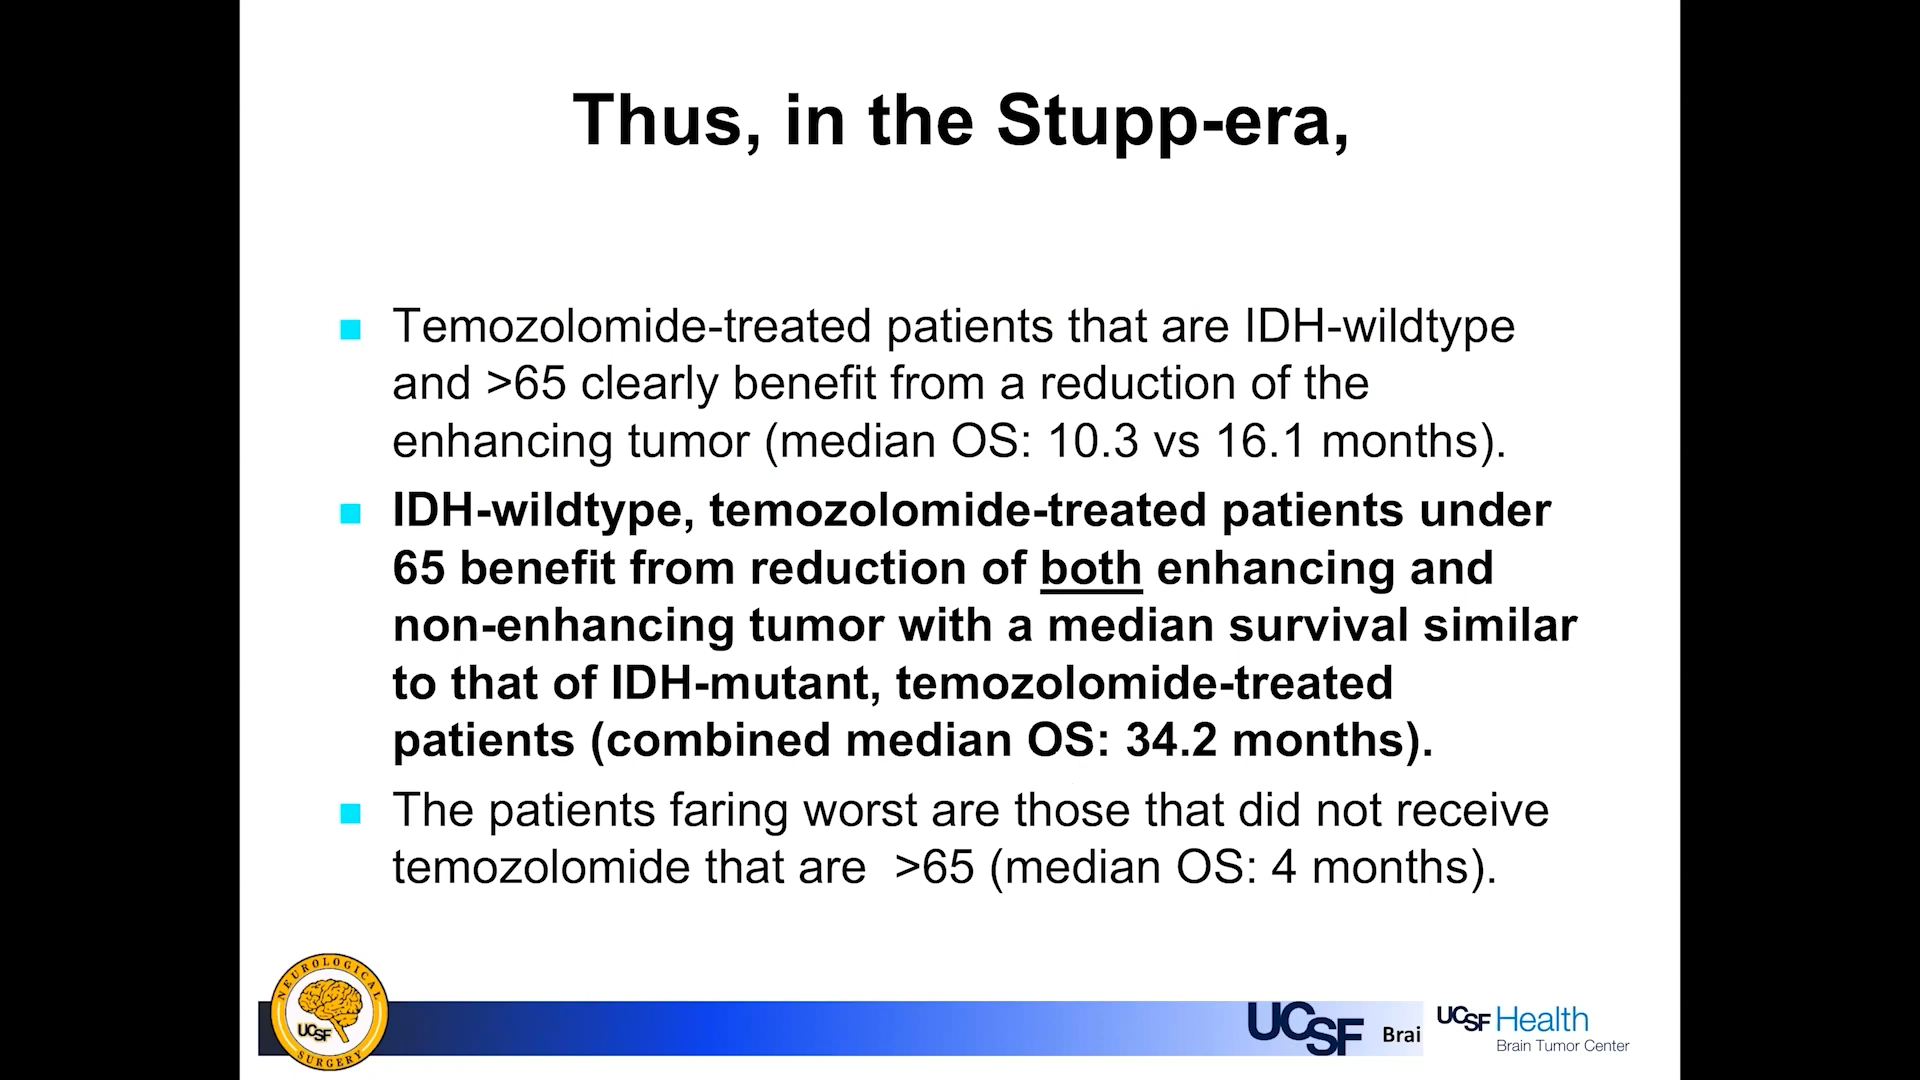 Thus, in the Stupp-era,
Temozolomide-treated patients that are IDH-wildtype
and >65 clearly benefit from a reduction of the
enhancing tumor (median OS: 10.3 vs 16.1 months).
IDH-wildtype, temozolomide-treated patients under
65 benefit from reduction of both enhancing and
non-enhancing tumor with a median survival similar
to that of IDH-mutant, temozolomide-treated
patients (combined median OS: 34.2 months).
The patients faring worst are those that did not receive
temozolomide that are >65 (median OS: 4 months).
NEUROLOGICAL
UCSF
SURGERY
UCSF Brai
UCSF Health
Brain Tumor Center